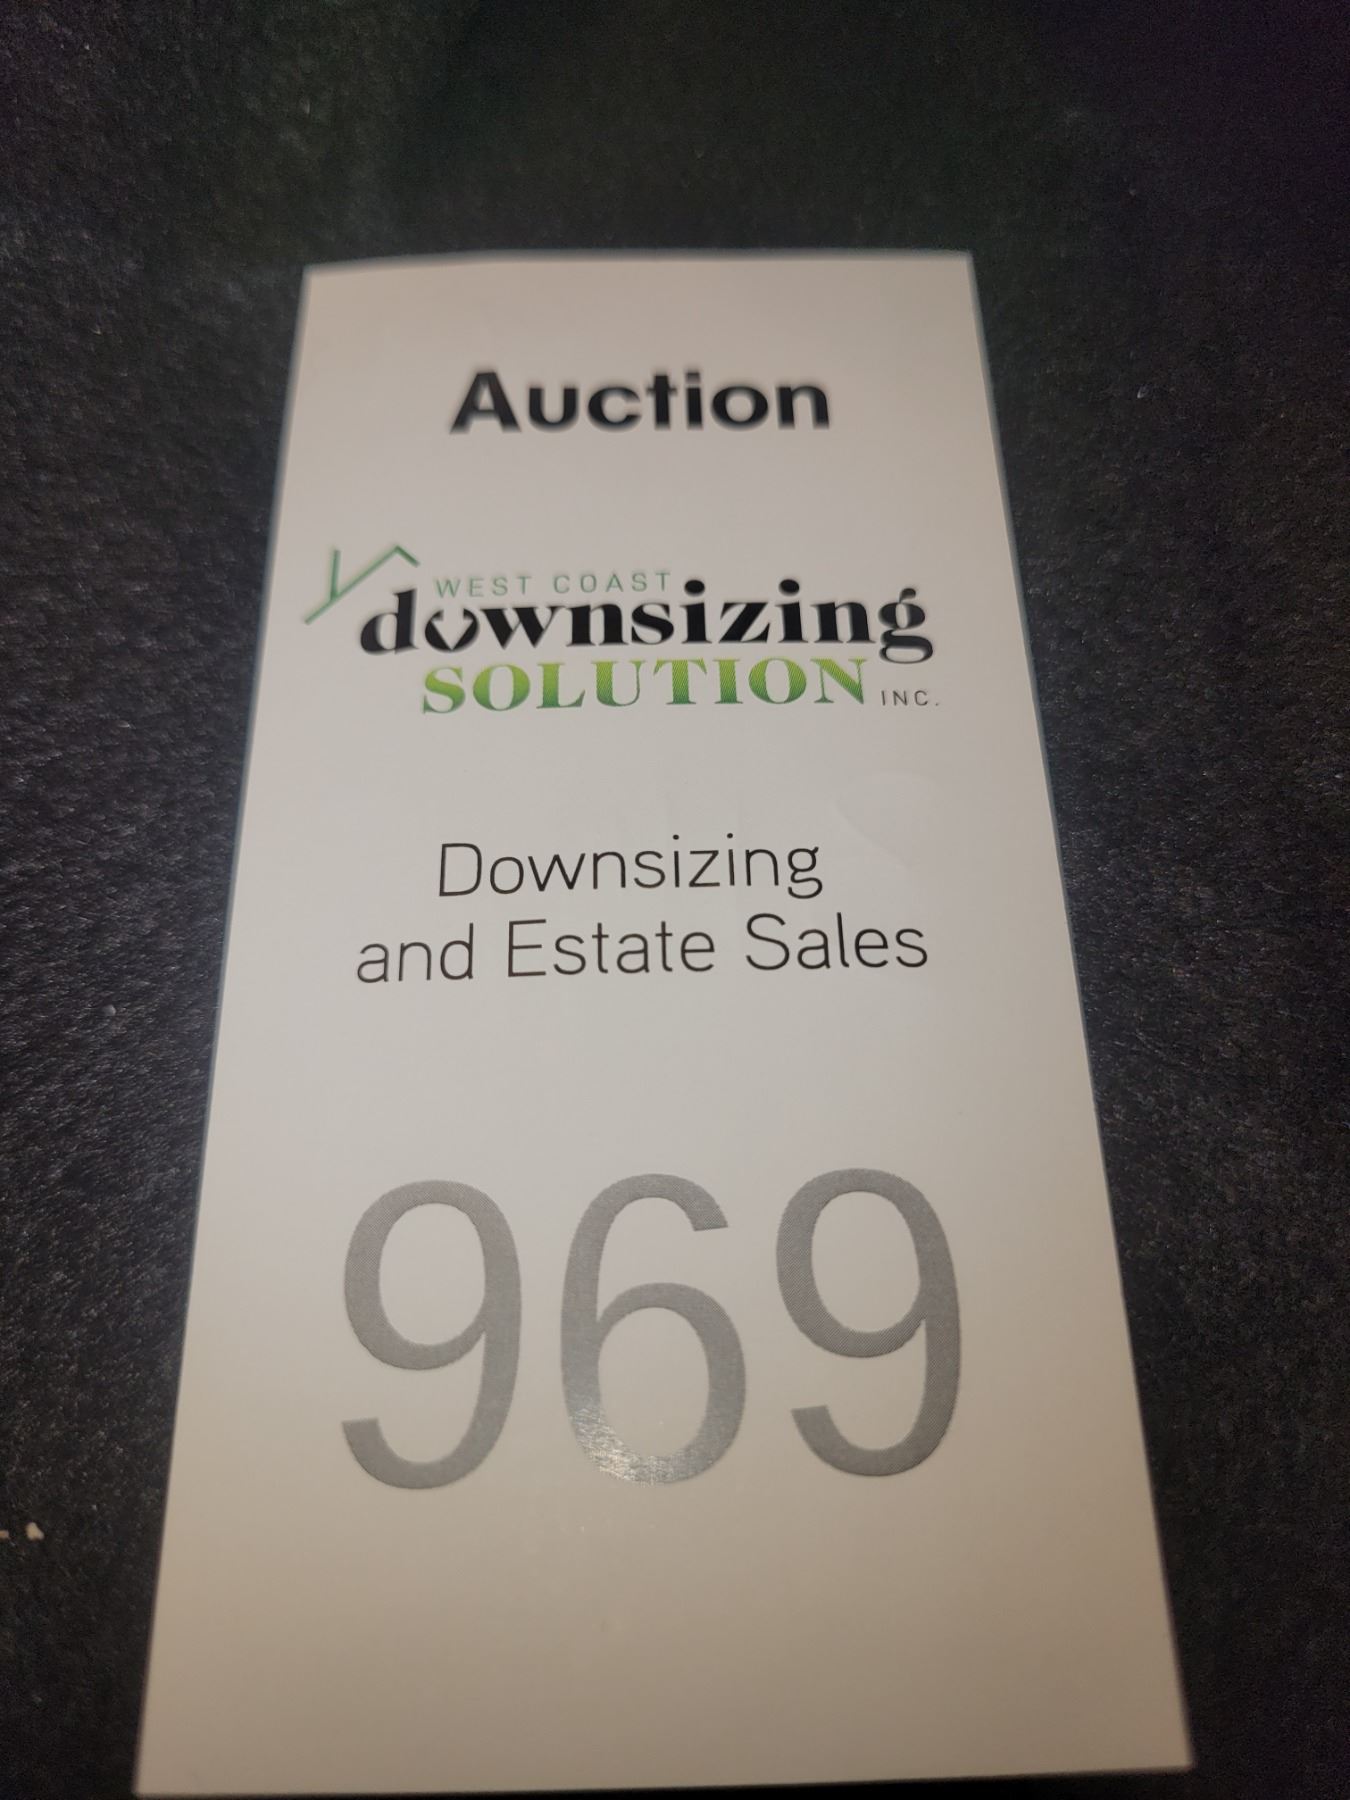 Auction
WEST COAST
downsizing
SOLUTION INC.
Downsizing
and Estate Sales
969